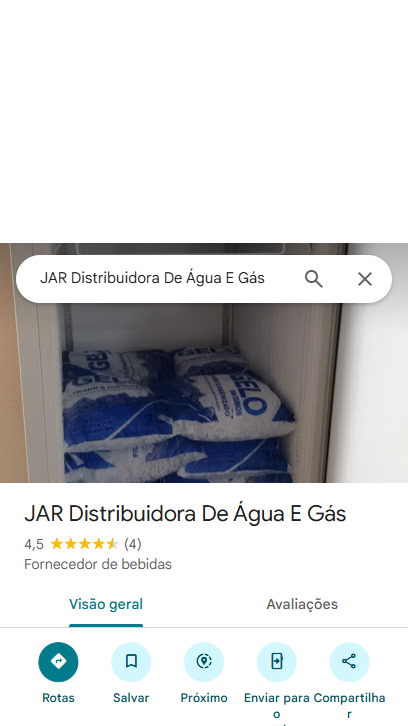 JAR Distribuidora De Água E Gás
GELO
JAR Distribuidora De Água E Gás
4,5 (4)
Fornecedor de bebidas
Visão geral Avaliações
Rotas Salvar Próximo Enviar para o Compartilhar